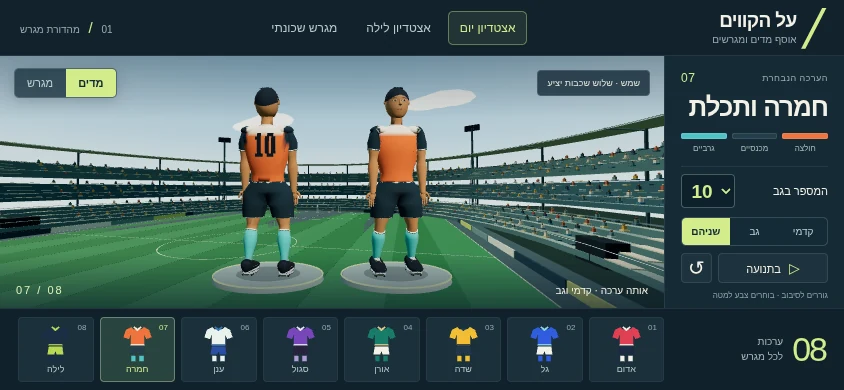 על הקווים
אוסף מדים ומגרשים
אצטדיון יום
אצטדיון לילה
מגרש שכונתי
01 / מהדורת מגרש
הערכה הנבחרת
07
חמרה ותכלת
חולצה
מכנסיים
גרביים
המספר בגב
10
קדמי
גב
שניהם
בתנועה
גוררים לסיבוב · בוחרים צבע למטה
שמש · שלוש שכבות יציע
מדים
מגרש
10
אותה ערכה · קדמי וגב
07 / 08
08
ערכות
לכל מגרש
01
אדום
02
גל
03
שדה
04
אורן
05
סגול
06
ענן
07
חמרה
08
לילה